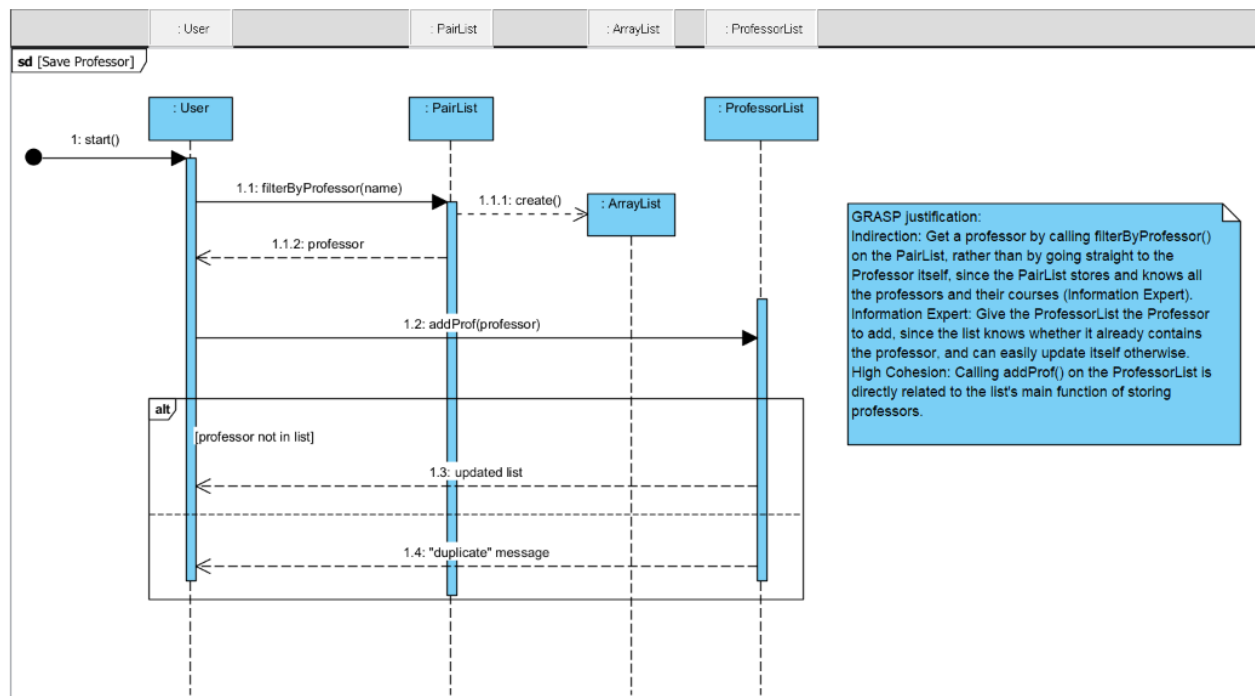 : User
: PairList
: ArrayList
: ProfessorList
sd [Save Professor]
: User
: PairList
: ProfessorList
1: start()
1.1: filterByProfessor(name)
1.1.1: create()
: ArrayList
1.1.2: professor
1.2: addProf(professor)
alt
[professor not in list]
1.3: updated list
1.4: "duplicate" message
GRASP justification:
Indirection: Get a professor by calling filterByProfessor()
on the PairList, rather than by going straight to the
Professor itself, since the PairList stores and knows all
the professors and their courses (Information Expert).
Information Expert: Give the ProfessorList the Professor
to add, since the list knows whether it already contains
the professor, and can easily update itself otherwise.
High Cohesion: Calling addProf() on the ProfessorList is
directly related to the list's main function of storing
professors.